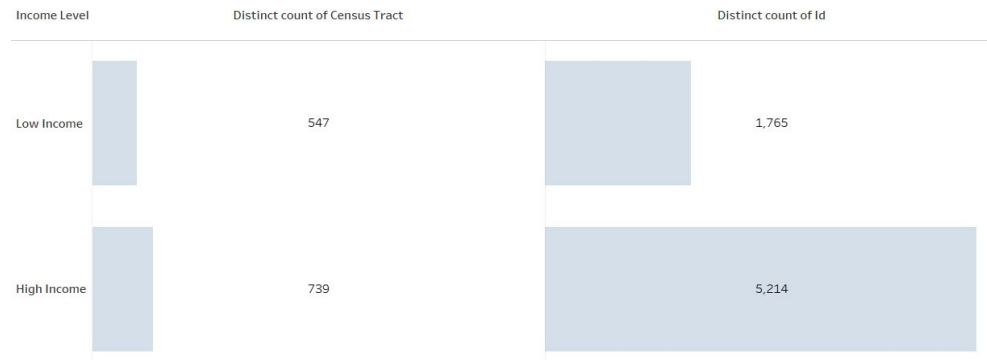 Income Level Distinct count of Census Tract Distinct count of Id
Low Income 547 1,765
High Income 739 5,214